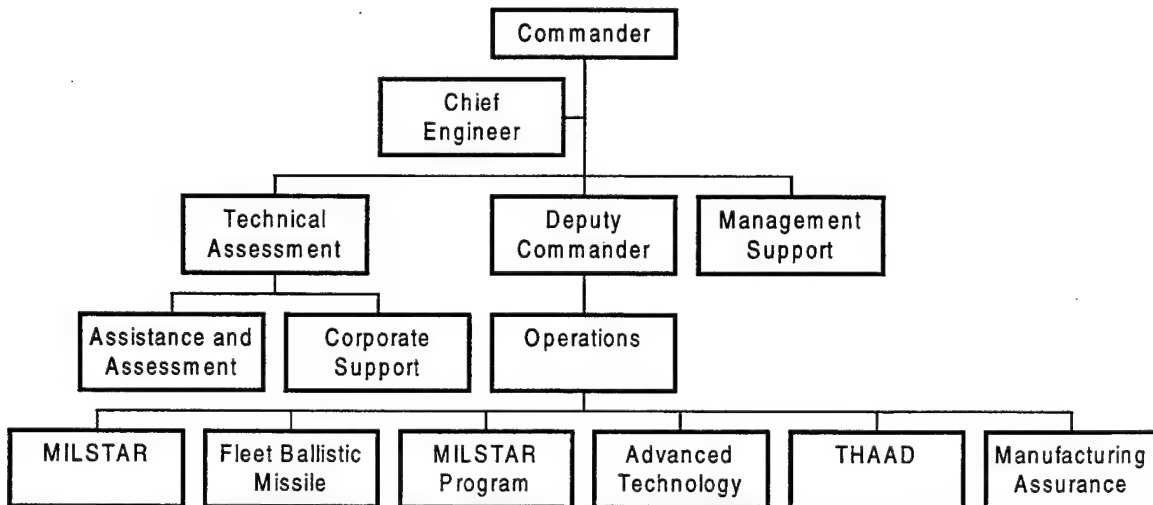 Commander
Chief
Engineer
Technical
Assessment
Deputy
Commander
Management
Support
Assistance and
Assessment
Corporate
Support
Operations
MILSTAR
Fleet Ballistic
Missile
MILSTAR
Program
Advanced
Technology
THAAD
Manufacturing
Assurance